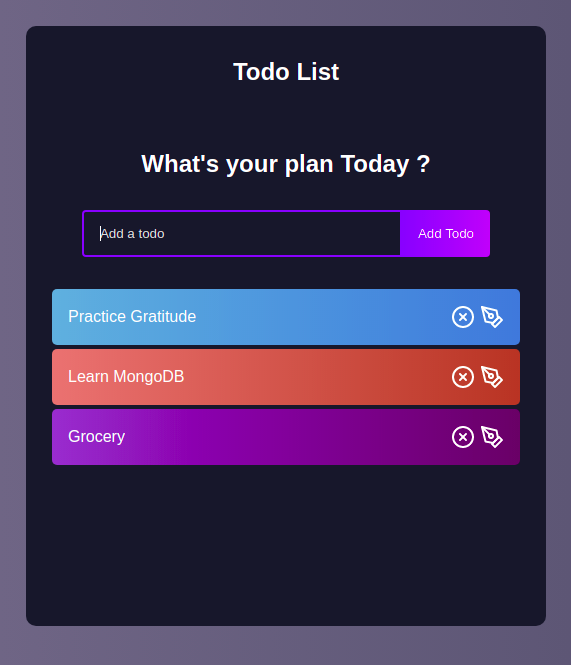 Todo List
What's your plan Today ?
Add a todo
Add Todo
Practice Gratitude
Learn MongoDB
Grocery